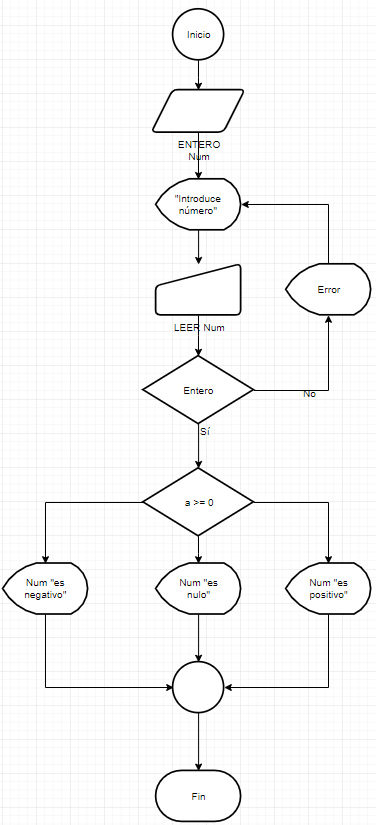 Inicio
ENTERO
Num
"Introduce
número"
Error
LEER Num
Entero
No
Sí
a >= 0
Num "es
negativo"
Num "es
nulo"
Num "es
positivo"
Fin